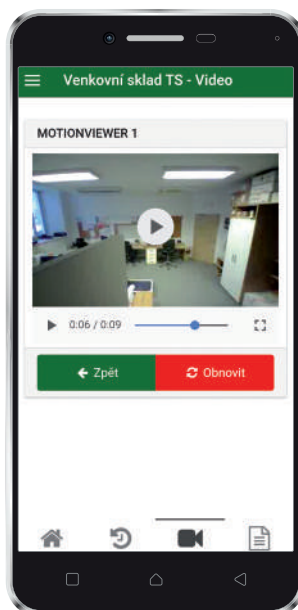 Venkovní sklad TS - Video
MOTIONVIEWER 1
0:06 / 0:09
Zpět
Obnovit